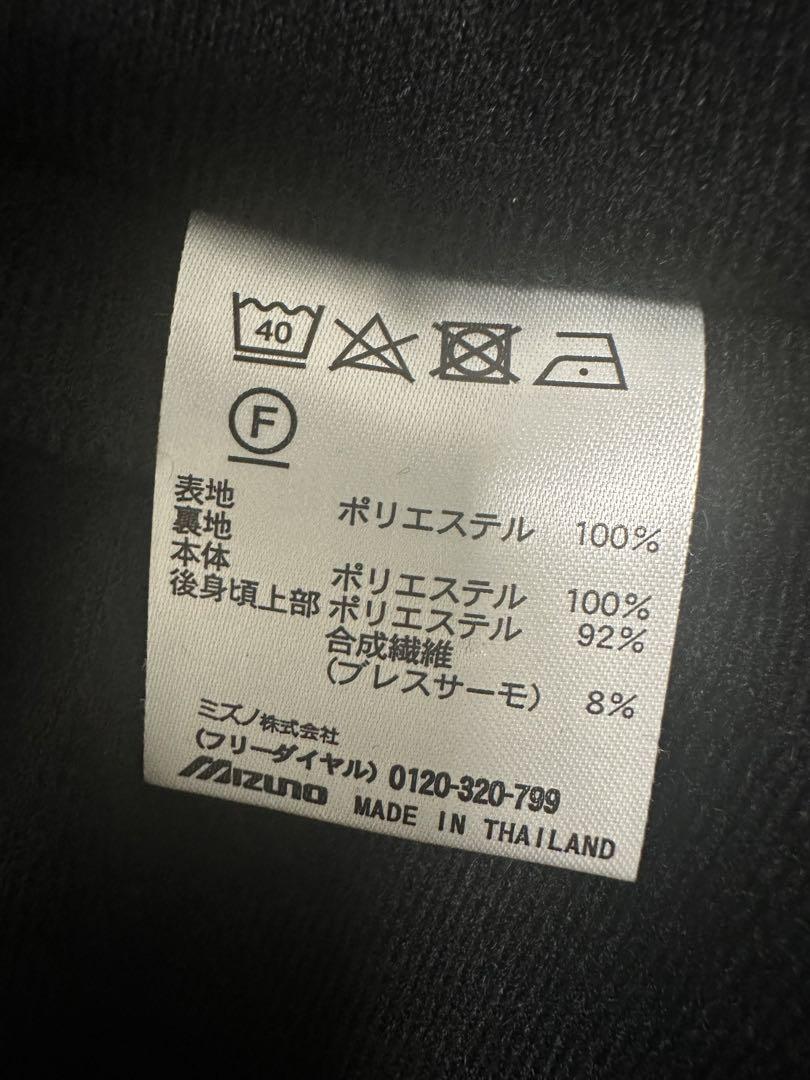 40
F
表地 ポリエステル 100%
裏地
本体 ポリエステル 100%
後身頃上部 ポリエステル 92%
合成繊維
(ブレスサーモ) 8%
ミズノ株式会社
(フリーダイヤル) 0120-320-799
MIZUNO MADE IN THAILAND